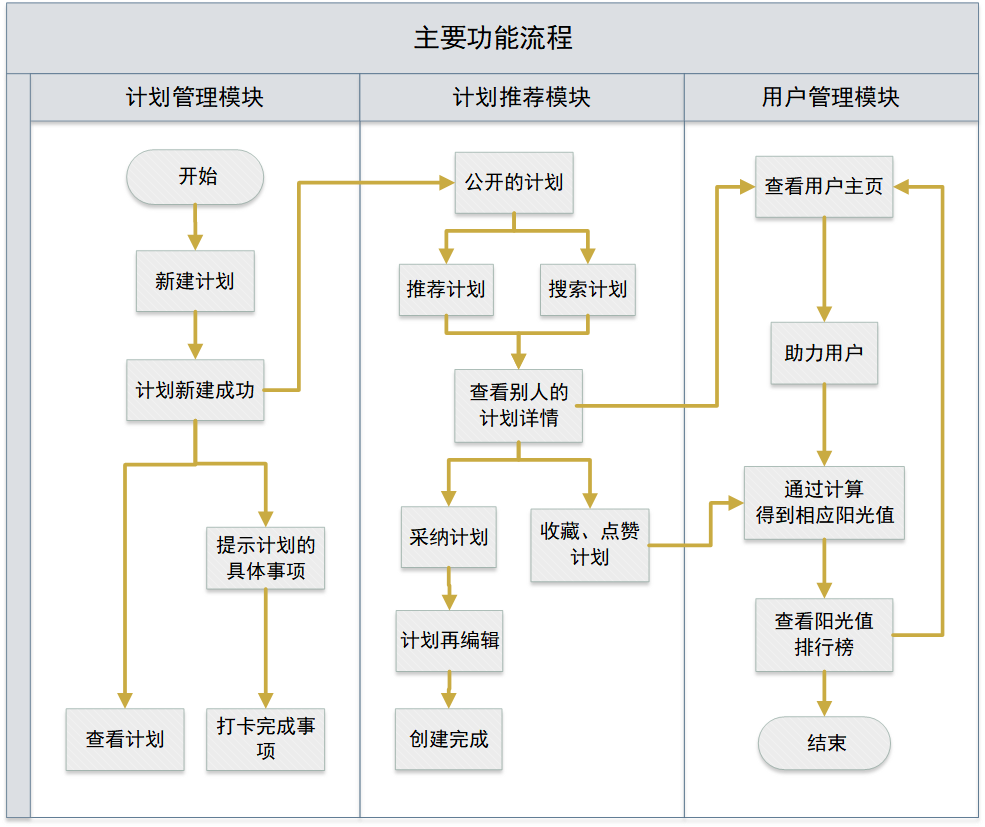 主要功能流程
计划管理模块
计划推荐模块
用户管理模块
开始
新建计划
计划新建成功
提示计划的
具体事项
查看计划
打卡完成事
项
公开的计划
推荐计划
搜索计划
查看别人的
计划详情
采纳计划
收藏、点赞
计划
计划再编辑
创建完成
查看用户主页
助力用户
通过计算
得到相应阳光值
查看阳光值
排行榜
结束